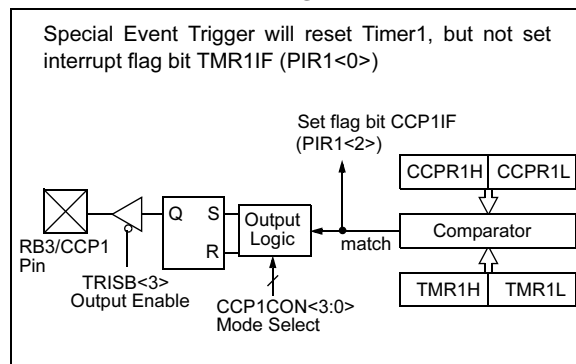 Special Event Trigger will reset Timer1, but not set
interrupt flag bit TMR1IF (PIR1<0>)
Set flag bit CCP1IF
(PIR1<2>)
CCPR1H CCPR1L
Q S
R
Output
Logic
match
Comparator
RB3/CCP1
Pin
TRISB<3>
Output Enable
CCP1CON<3:0>
Mode Select
TMR1H TMR1L